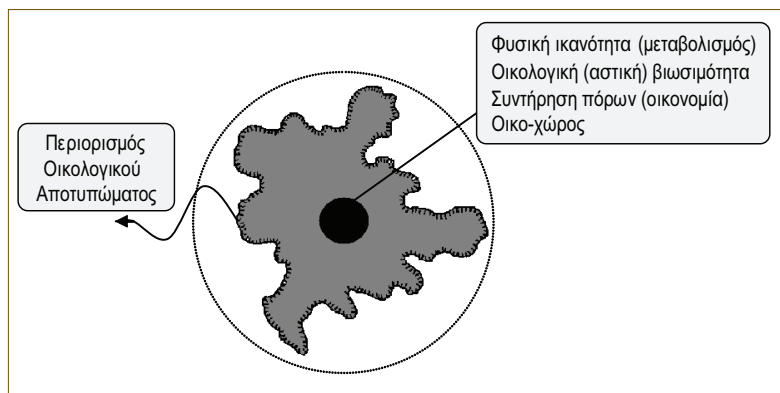 Φυσική ικανότητα (μεταβολισμός)
Οικολογική (αστική) βιωσιμότητα
Συντήρηση πόρων (οικονομία)
Οικο-χώρος
Περιορισμός
Οικολογικού
Αποτυπώματος